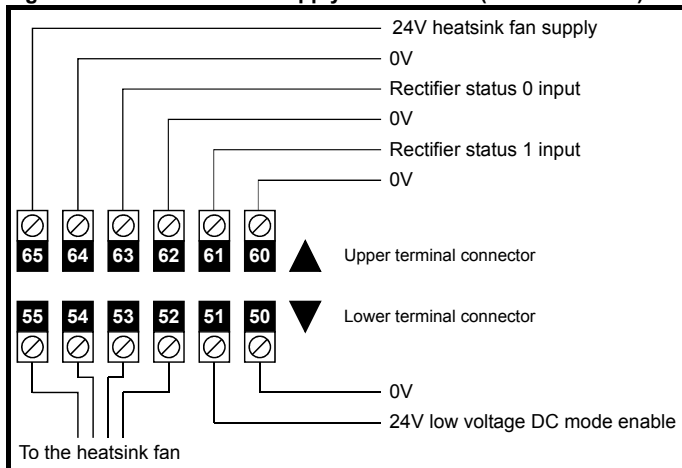 24V heatsink fan supply
0V
Rectifier status 0 input
0V
Rectifier status 1 input
0V
65 64 63 62 61 60
Upper terminal connector
55 54 53 52 51 50
Lower terminal connector
0V
24V low voltage DC mode enable
To the heatsink fan